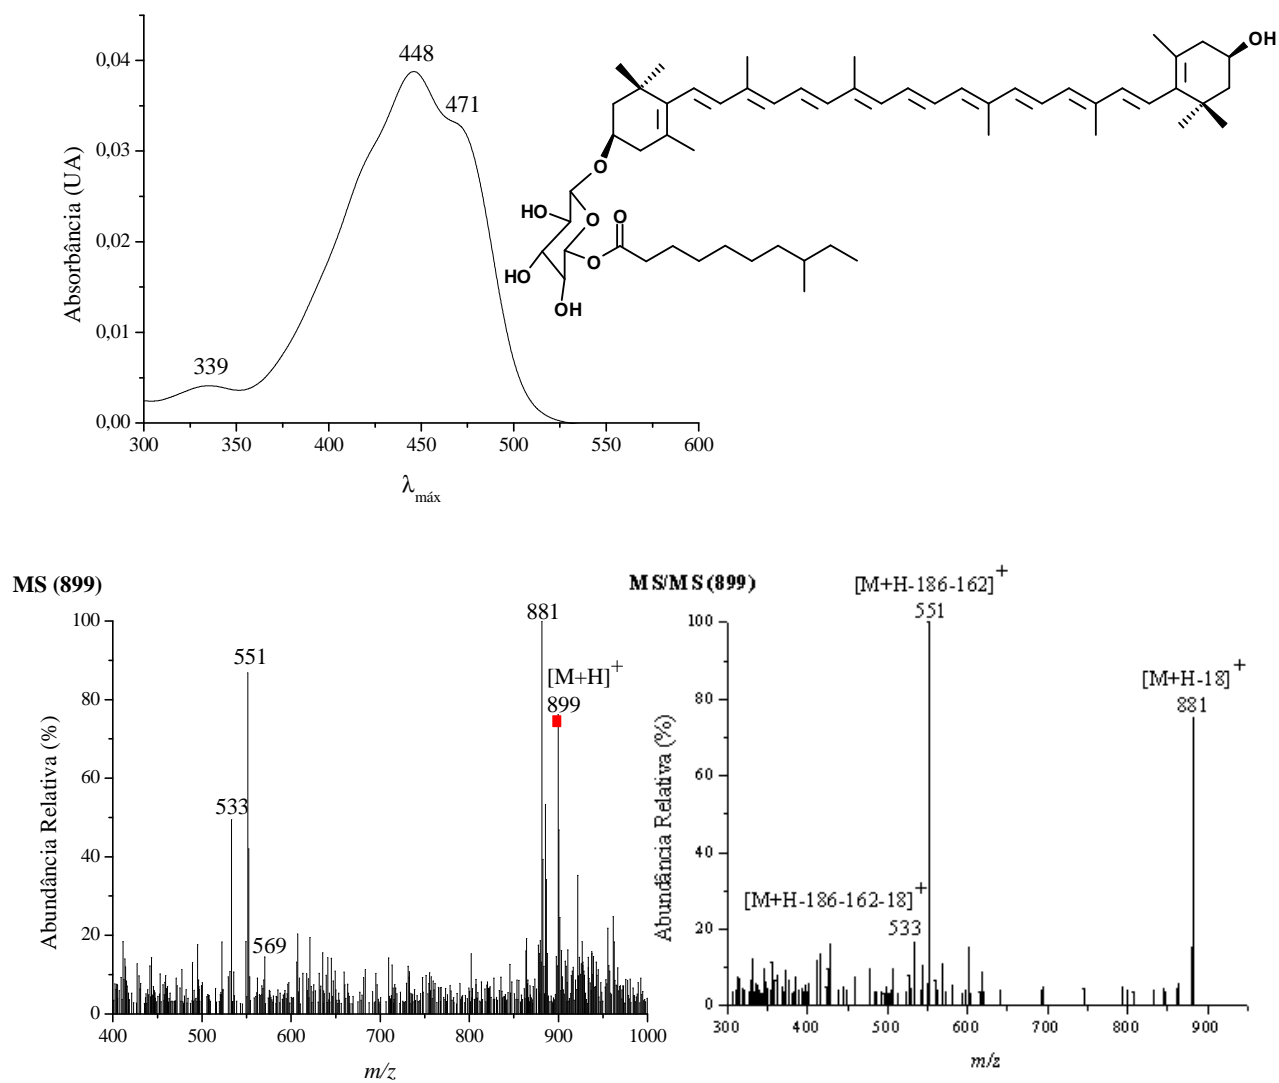 0,04
0,03
0,02
0,01
0,00
Absorbância (UA)
448
471
339
300 350 400 450 500 550 600
λmáx
OH
O
HO
O
O
O
HO
OH
MS (899)
100
80
60
40
20
0
Abundância Relativa (%)
881
551
[M+H]+
899
533
569
400 500 600 700 800 900 1000
m/z
MS/MS (899)
100
80
60
40
20
0
Abundância Relativa (%)
[M+H-186-162]+
551
[M+H-18]+
881
[M+H-186-162-18]+
533
300 400 500 600 700 800 900
m/z